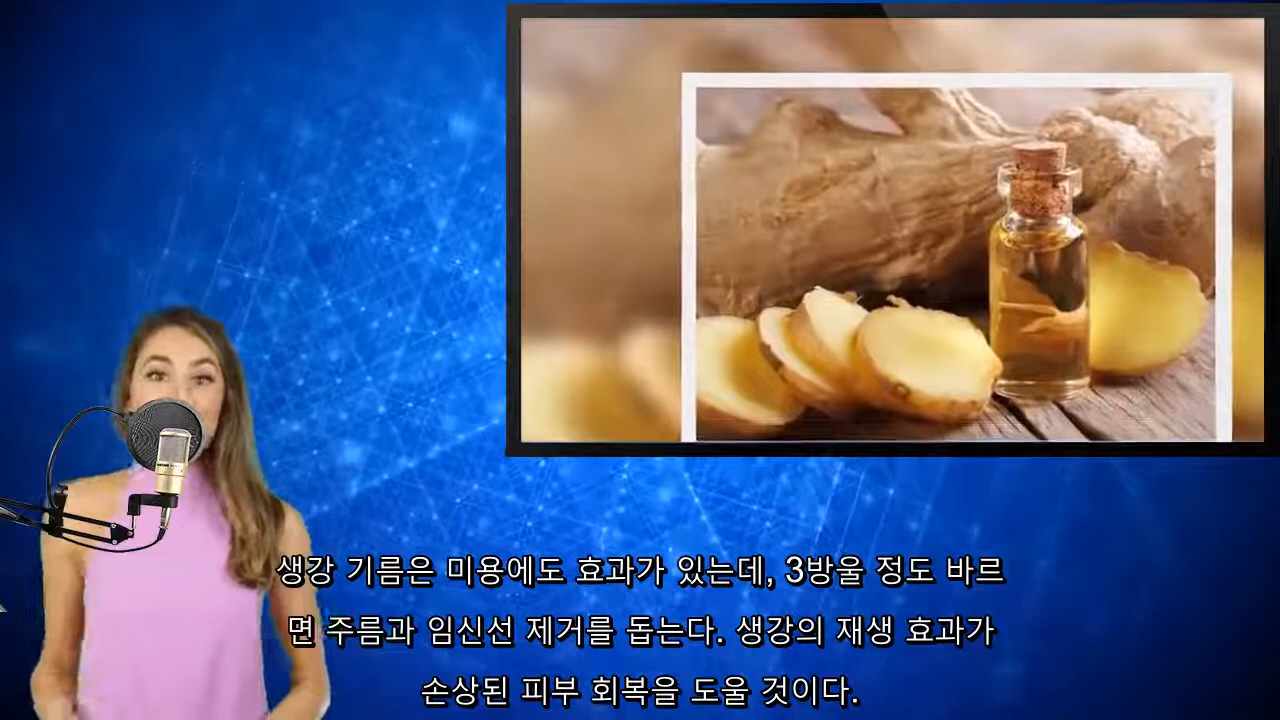 생강 기름은 미용에도 효과가 있는데, 3방울 정도 바르
면 주름과 임신선 제거를 돕는다. 생강의 재생 효과가
손상된 피부 회복을 도울 것이다.